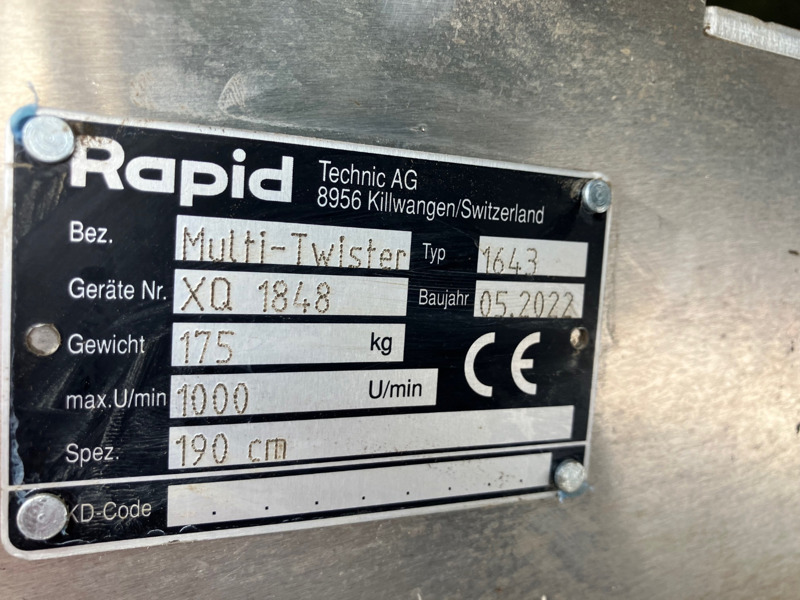 Rapid Technic AG
8956 Killwangen/Switzerland
Bez. Multi-Twister Typ 1643
Geräte Nr. XQ 1848 Baujahr 05.2022
Gewicht 175 kg CE
max.U/min 1000 U/min
Spez. 190 cm
KD-Code . . . . . . . .